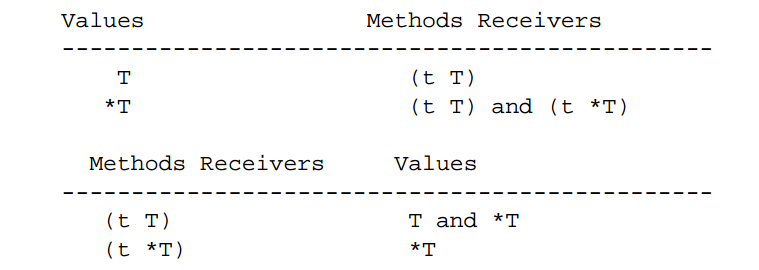 Values Methods Receivers
-----------------------------------------------
T (t T)
*T (t T) and (t *T)
Methods Receivers Values
-----------------------------------------------
(t T) T and *T
(t *T) *T